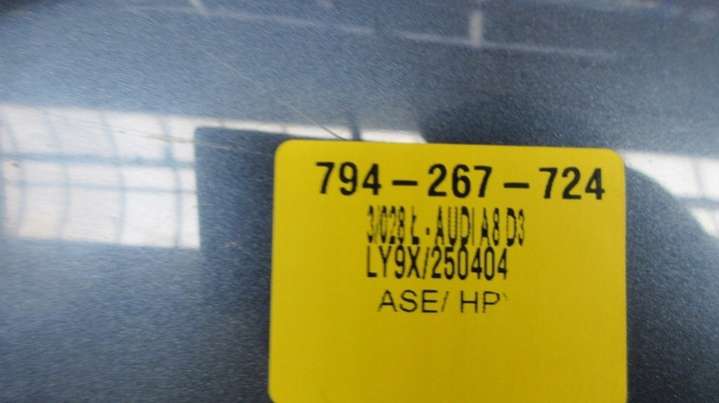 794-267-724
3/028 Ł - AUDI A8 D3
LY9X/250404
ASE/ HP